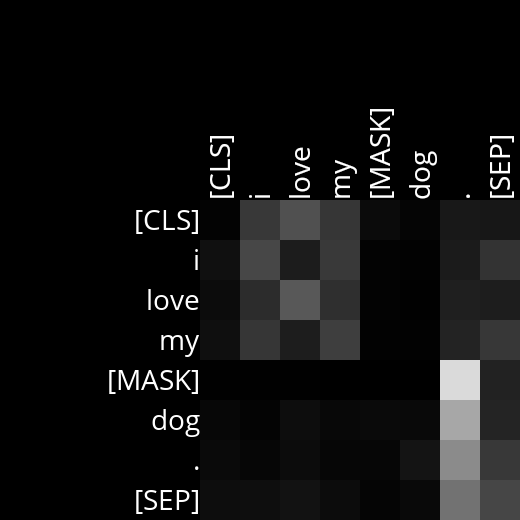 [CLS] i love my [MASK] dog . [SEP]
[CLS]
i
love
my
[MASK]
dog
.
[SEP]